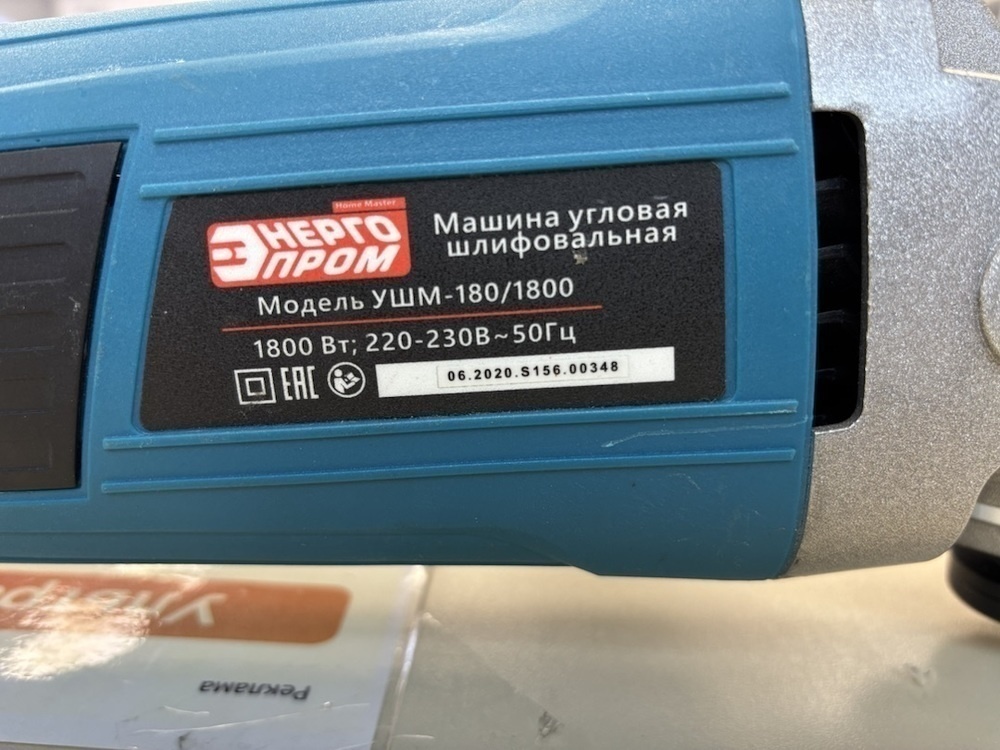 Home Master
ЭНЕРГО
ПРОМ
Машина угловая
шлифовальная
Модель УШМ-180/1800
1800 Вт; 220-230В~50Гц
EAC
06.2020.S156.00348
Реклама